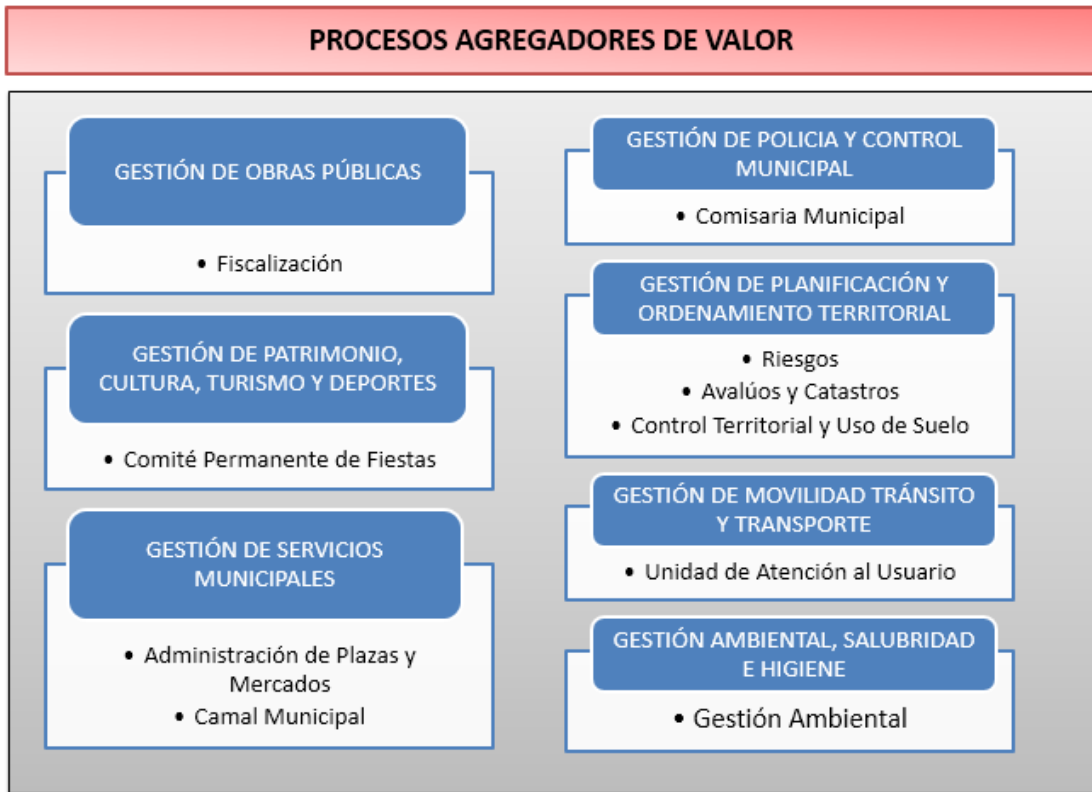 PROCESOS AGREGADORES DE VALOR
GESTIÓN DE OBRAS PÚBLICAS
• Fiscalización
GESTIÓN DE PATRIMONIO,
CULTURA, TURISMO Y DEPORTES
• Comité Permanente de Fiestas
GESTIÓN DE SERVICIOS
MUNICIPALES
• Administración de Plazas y
Mercados
• Camal Municipal
GESTIÓN DE POLICIA Y CONTROL
MUNICIPAL
• Comisaria Municipal
GESTIÓN DE PLANIFICACIÓN Y
ORDENAMIENTO TERRITORIAL
• Riesgos
• Avalúos y Catastros
• Control Territorial y Uso de Suelo
GESTIÓN DE MOVILIDAD TRÁNSITO
Y TRANSPORTE
• Unidad de Atención al Usuario
GESTIÓN AMBIENTAL, SALUBRIDAD
E HIGIENE
• Gestión Ambiental